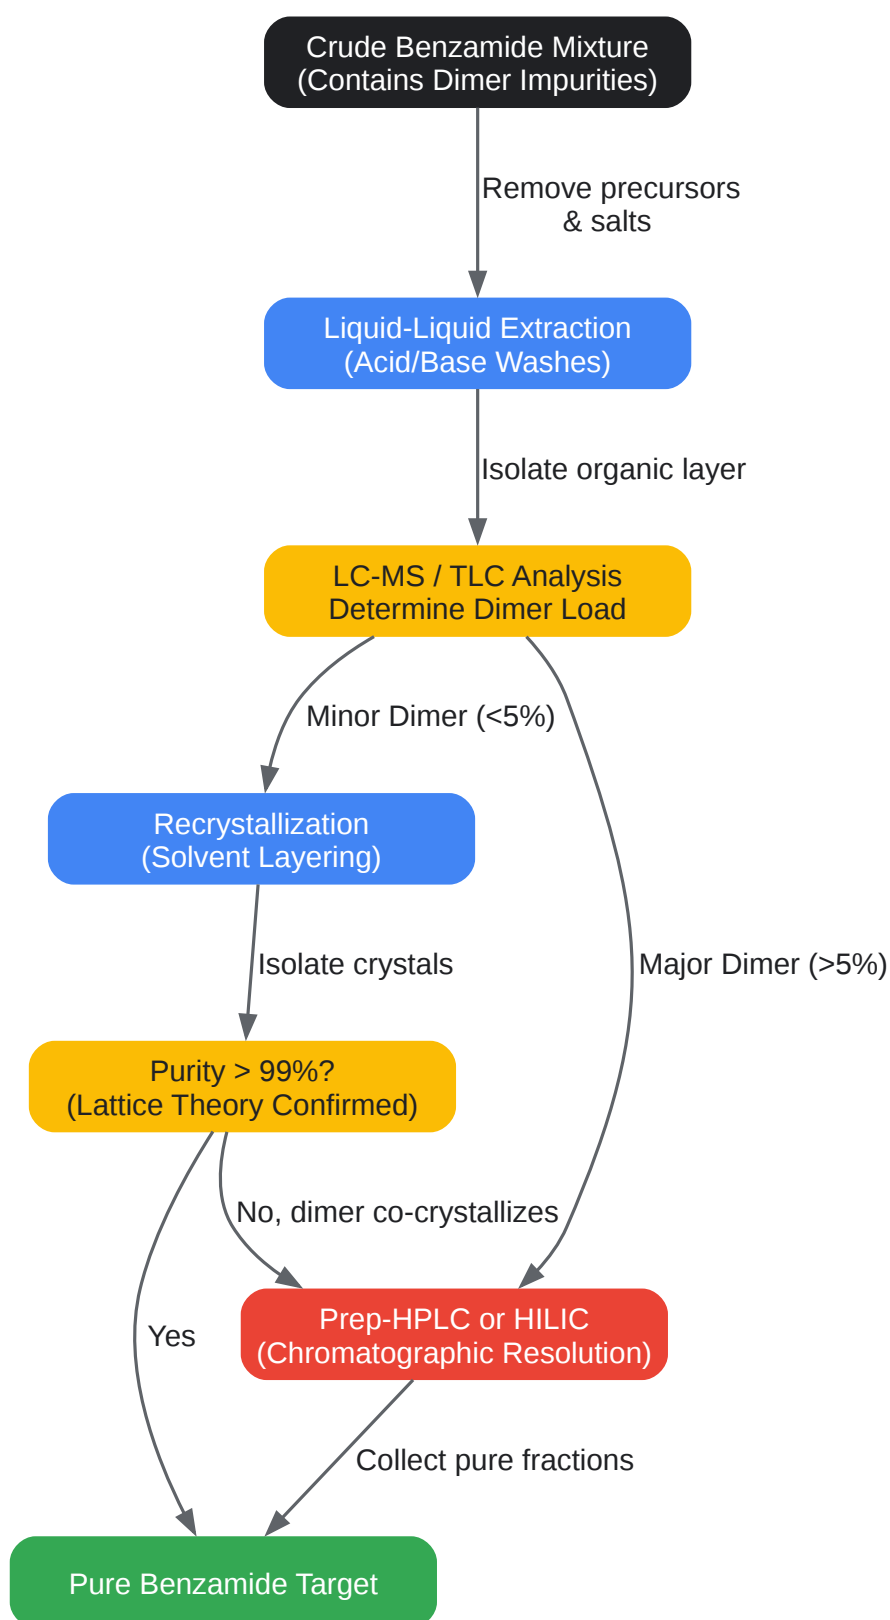 Crude Benzamide Mixture
(Contains Dimer Impurities)
Remove precursors
& salts
Liquid-Liquid Extraction
(Acid/Base Washes)
Isolate organic layer
LC-MS / TLC Analysis
Determine Dimer Load
Minor Dimer (<5%)
Recrystallization
(Solvent Layering)
Isolate crystals
Major Dimer (>5%)
Purity > 99%?
(Lattice Theory Confirmed)
No, dimer co-crystallizes
Prep-HPLC or HILIC
(Chromatographic Resolution)
Yes
Collect pure fractions
Pure Benzamide Target